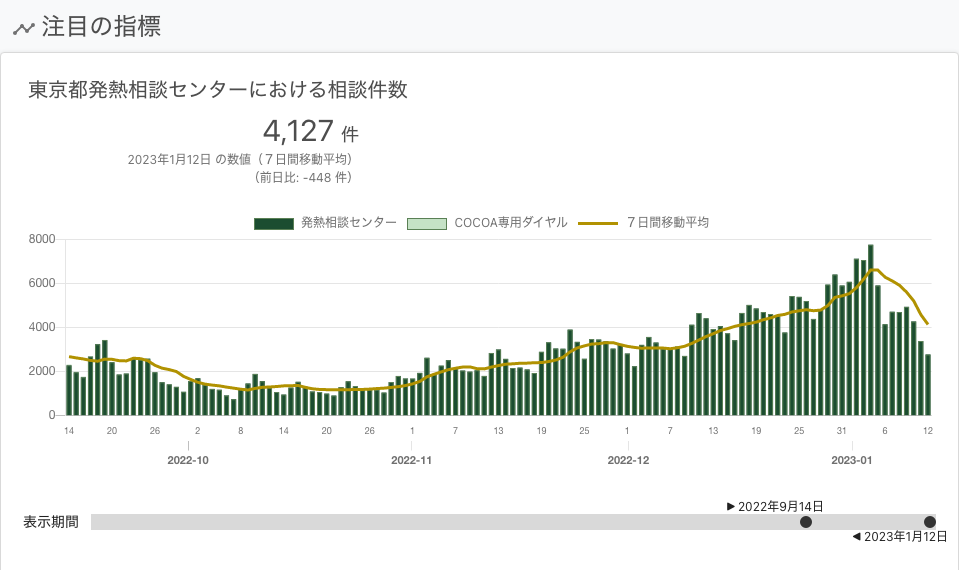 注目の指標
東京都発熱相談センターにおける相談件数
4,127 件
2023年1月12日 の数値（７日間移動平均）
（前日比: -448 件）
発熱相談センター COCOA専用ダイヤル ７日間移動平均
8000
6000
4000
2000
0
14 20 26 2 8 14 20 26 1 7 13 19 25 1 7 13 19 25 31 6 12
2022-10 2022-11 2022-12 2023-01
▶ 2022年9月14日
表示期間
◀ 2023年1月12日